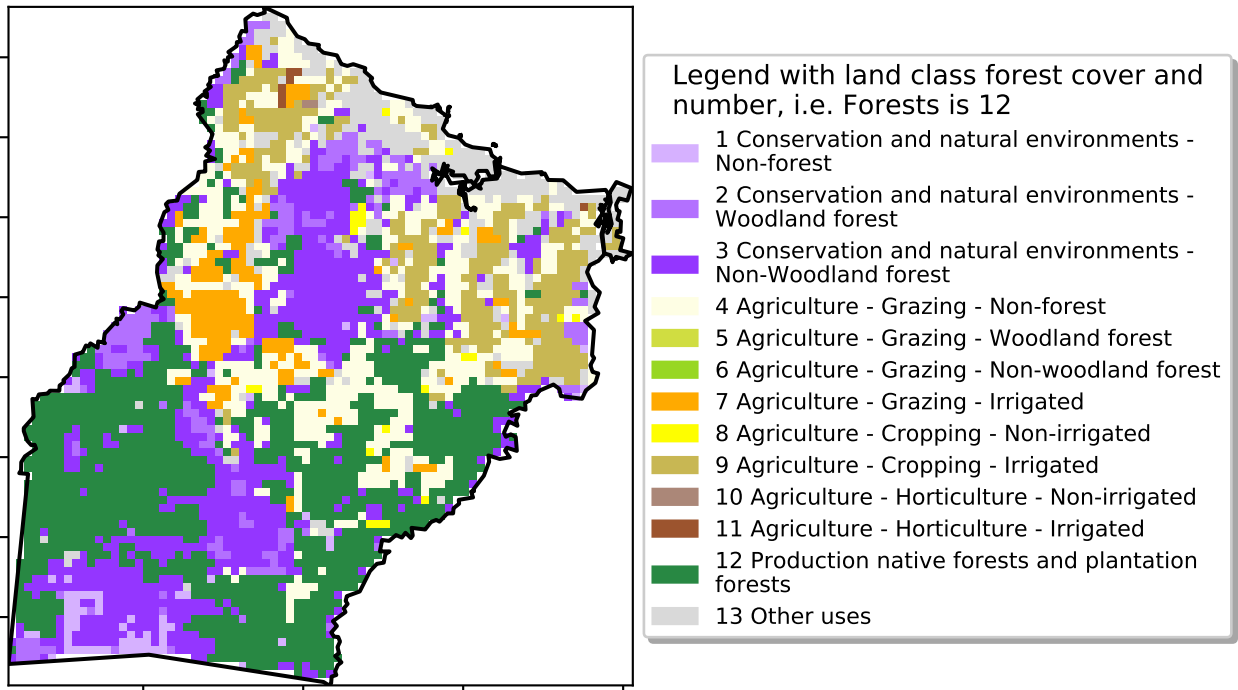 Legend with land class forest cover and
number, i.e. Forests is 12
1 Conservation and natural environments -
Non-forest
2 Conservation and natural environments -
Woodland forest
3 Conservation and natural environments -
Non-Woodland forest
4 Agriculture - Grazing - Non-forest
5 Agriculture - Grazing - Woodland forest
6 Agriculture - Grazing - Non-woodland forest
7 Agriculture - Grazing - Irrigated
8 Agriculture - Cropping - Non-irrigated
9 Agriculture - Cropping - Irrigated
10 Agriculture - Horticulture - Non-irrigated
11 Agriculture - Horticulture - Irrigated
12 Production native forests and plantation
forests
13 Other uses